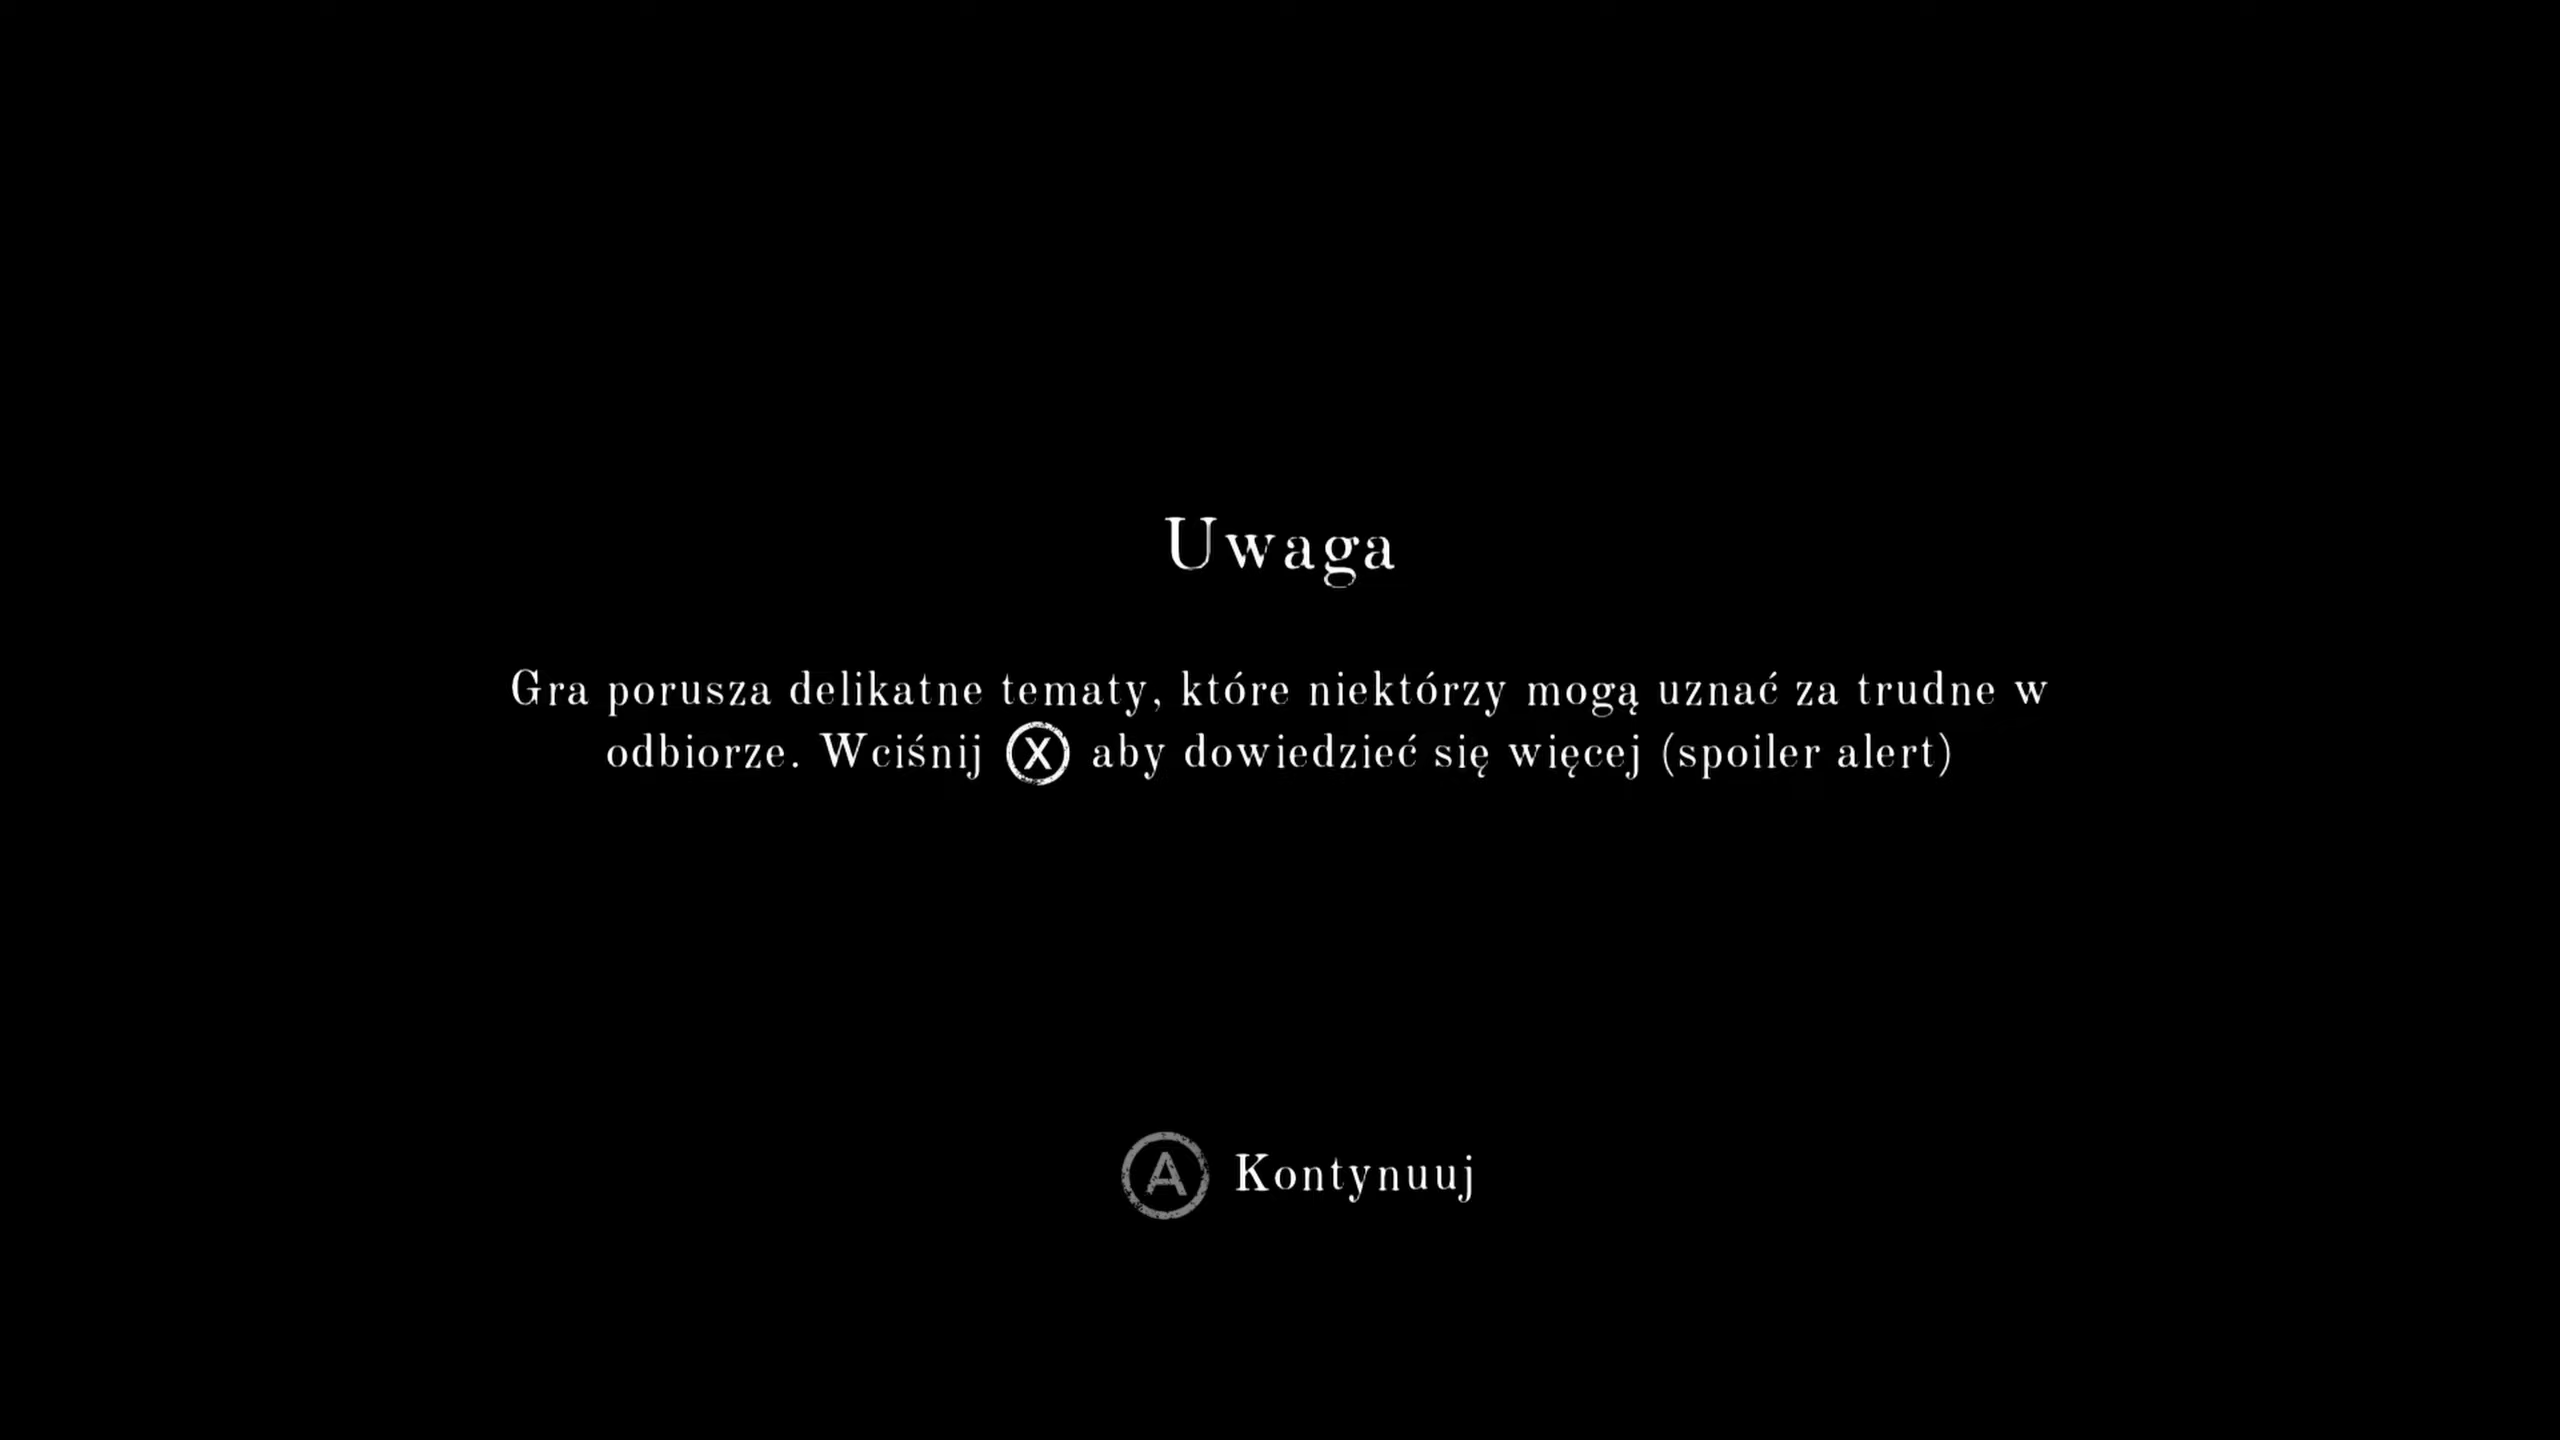 Uwaga
Gra porusza delikatne tematy, które niektórzy mogą uznać za trudne w
odbiorze. Wciśnij X aby dowiedzieć się więcej (spoiler alert)
A Kontynuuj